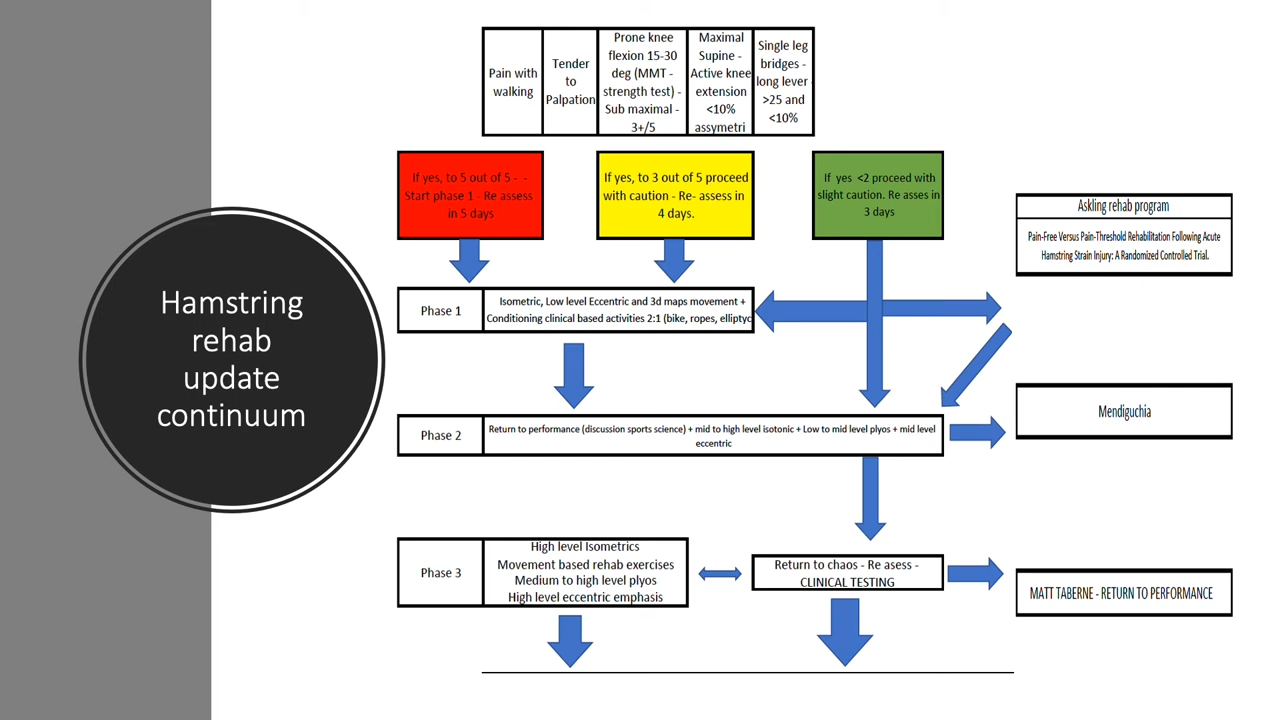 Hamstring
rehab
update
continuum
Pain with
walking
Tender
to
Palpation
Prone knee
flexion 15-30
deg (MMT -
strength test) -
Sub maximal -
3+/5
Maximal
Supine -
Active knee
extension
<10%
assymetri
Single leg
bridges -
long lever
>25 and
<10%
If yes, to 5 out of 5 - -
Start phase 1 - Re assess
in 5 days
If yes, to 3 out of 5 proceed
with caution - Re- assess in
4 days.
If yes <2 proceed with
slight caution. Re asses in
3 days
Askling rehab program
Pain-Free Versus Pain-Threshold Rehabilitation Following Acute
Hamstring Strain Injury: A Randomized Controlled Trial.
Phase 1
Isometric, Low level Eccentric and 3d maps movement +
Conditioning clinical based activities 2:1 (bike, ropes, elliptyc
Phase 2
Return to performance (discussion sports science) + mid to high level isotonic + Low to mid level plyos + mid level
eccentric
Mendiguchia
Phase 3
High level Isometrics
Movement based rehab exercises
Medium to high level plyos
High level eccentric emphasis
Return to chaos - Re asess -
CLINICAL TESTING
MATT TABERNE - RETURN TO PERFORMANCE